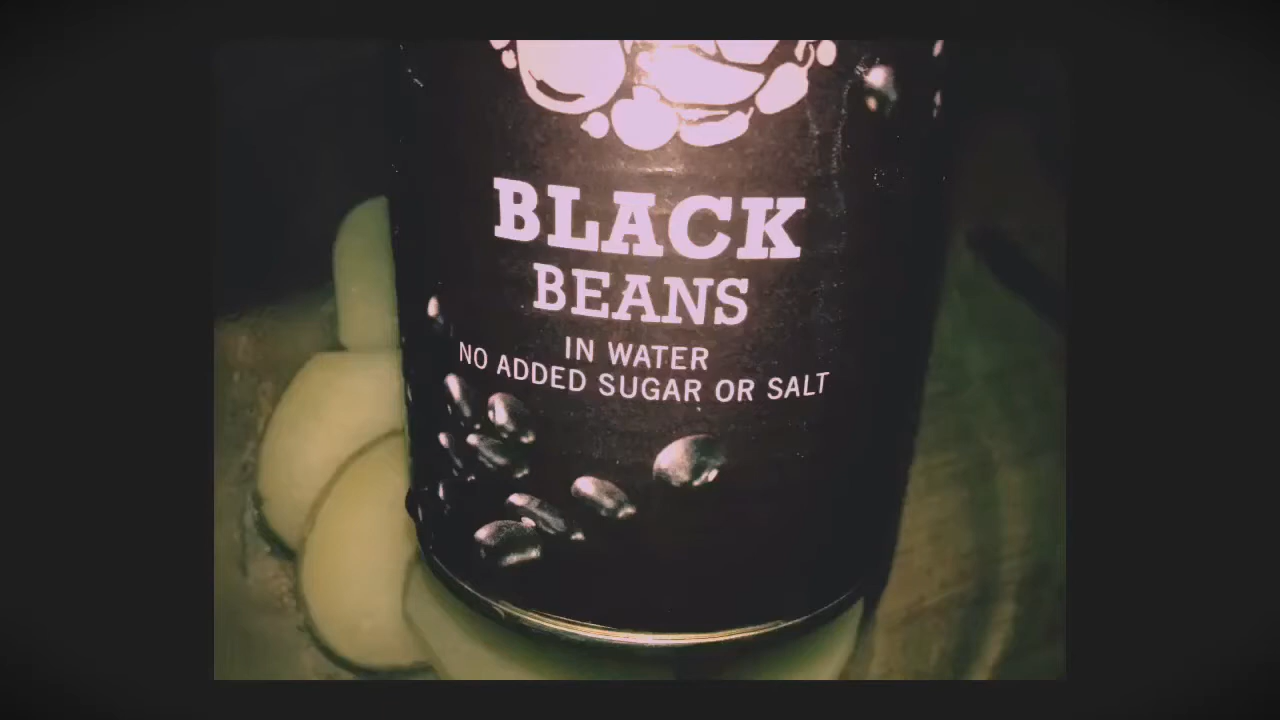 BLACK
BEANS
IN WATER
NO ADDED SUGAR OR SALT